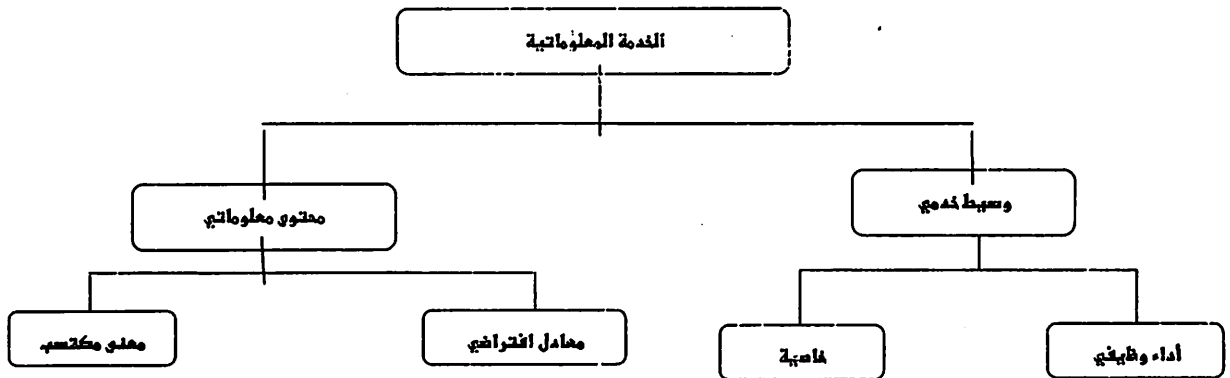 الخدمة المعلوماتية
وسيط خدمي
محتوى معلوماتي
أداء وظيفي
خاصية
معادل افتراضي
معنى مكتسب